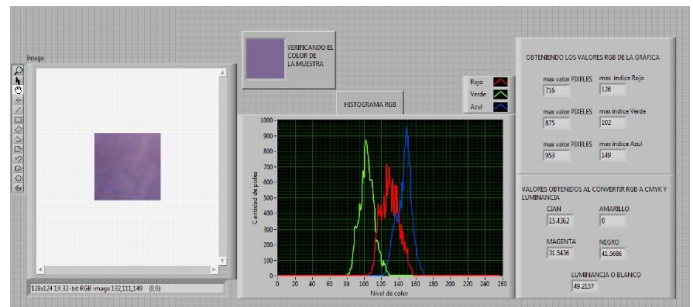 Image
128x124 1X 32-bit RGB image 132,111,149 (0,0)
VERIFICANDO EL
COLOR DE
LA MUESTRA
HISTOGRAMA RGB
Rojo
Verde
Azul
Cantidad de pixles
1000
900
800
700
600
500
400
300
200
100
0
0 20 40 60 80 100 120 140 160 180 200 220 240 260
Nivel de color
OBTENIENDO LOS VALORES RGB DE LA GRÁFICA
max valor PIXELES max indice Rojo
716 126
max valor PIXELES max indice Verde
875 102
max valor PIXELES max indice Azul
953 149
VALORES OBTENIDOS AL CONVERTIR RGB A CMYK Y
LUMINANCIA
CIAN AMARILLO
15.4362 0
MAGENTA NEGRO
31.5436 41.5686
LUMINANCIA O BLANCO
49.2157